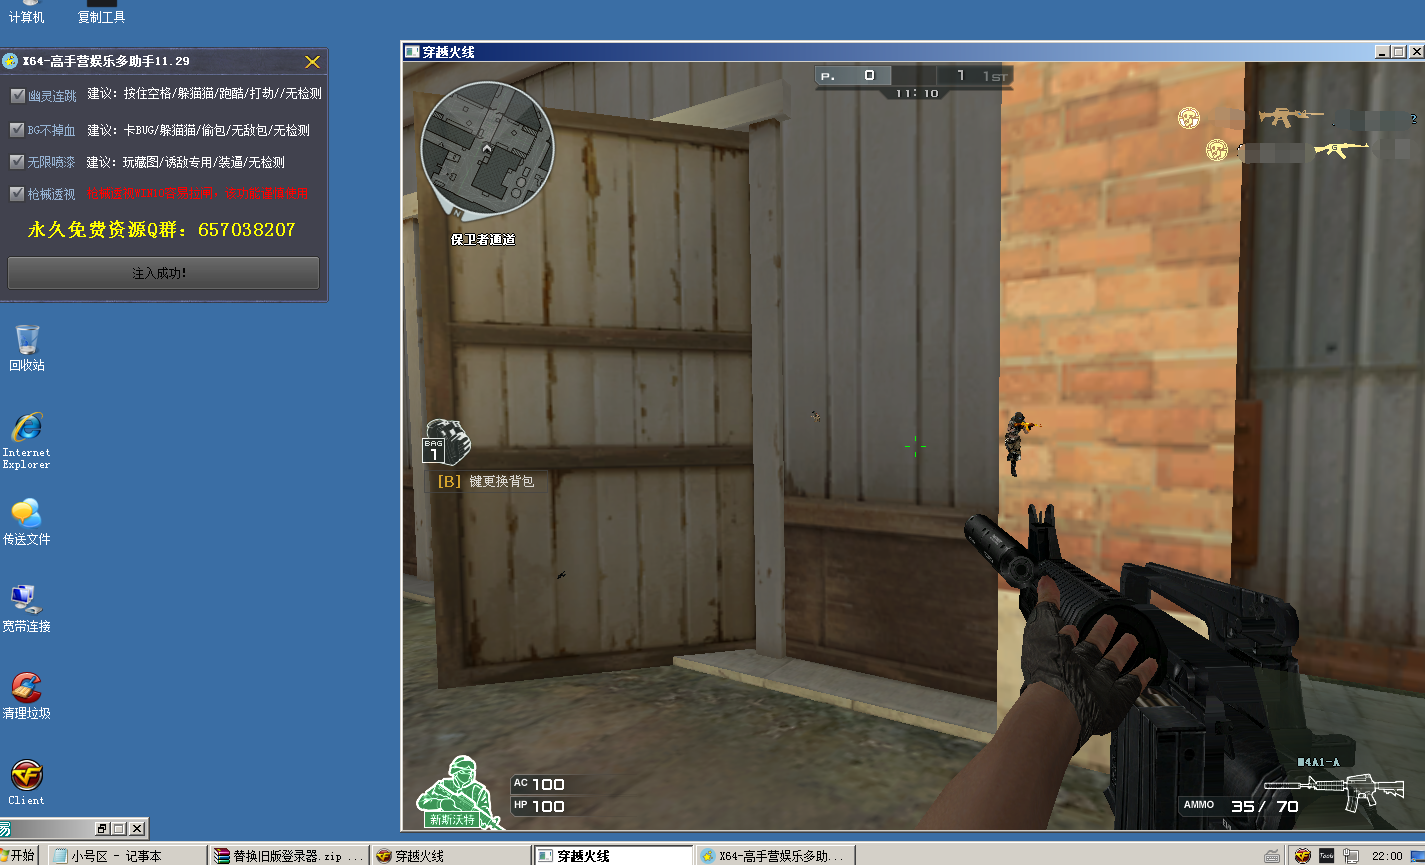 计算机
复制工具
X64-高手营娱乐多助手11.29
幽灵连跳 建议：按住空格/躲猫猫/跑酷/打劫//无检测
BG不掉血 建议：卡BUG/躲猫猫/偷包/无敌包/无检测
无限喷漆 建议：玩藏图/诱敌专用/装逼/无检测
枪械透视
永久免费资源Q群：657038207
注入成功!
回收站
Internet
Explorer
传送文件
宽带连接
清理垃圾
Client
穿越火线
P. 0 1 1ST
11:10
N
保卫者通道
BAG
1
[B] 键更换背包
新斯沃特
AC 100
HP 100
M4A1-A
AMMO 35/ 70
开始
小号区 - 记事本
替换旧版登录器.zip ...
穿越火线
穿越火线
X64-高手营娱乐多助...
22:00